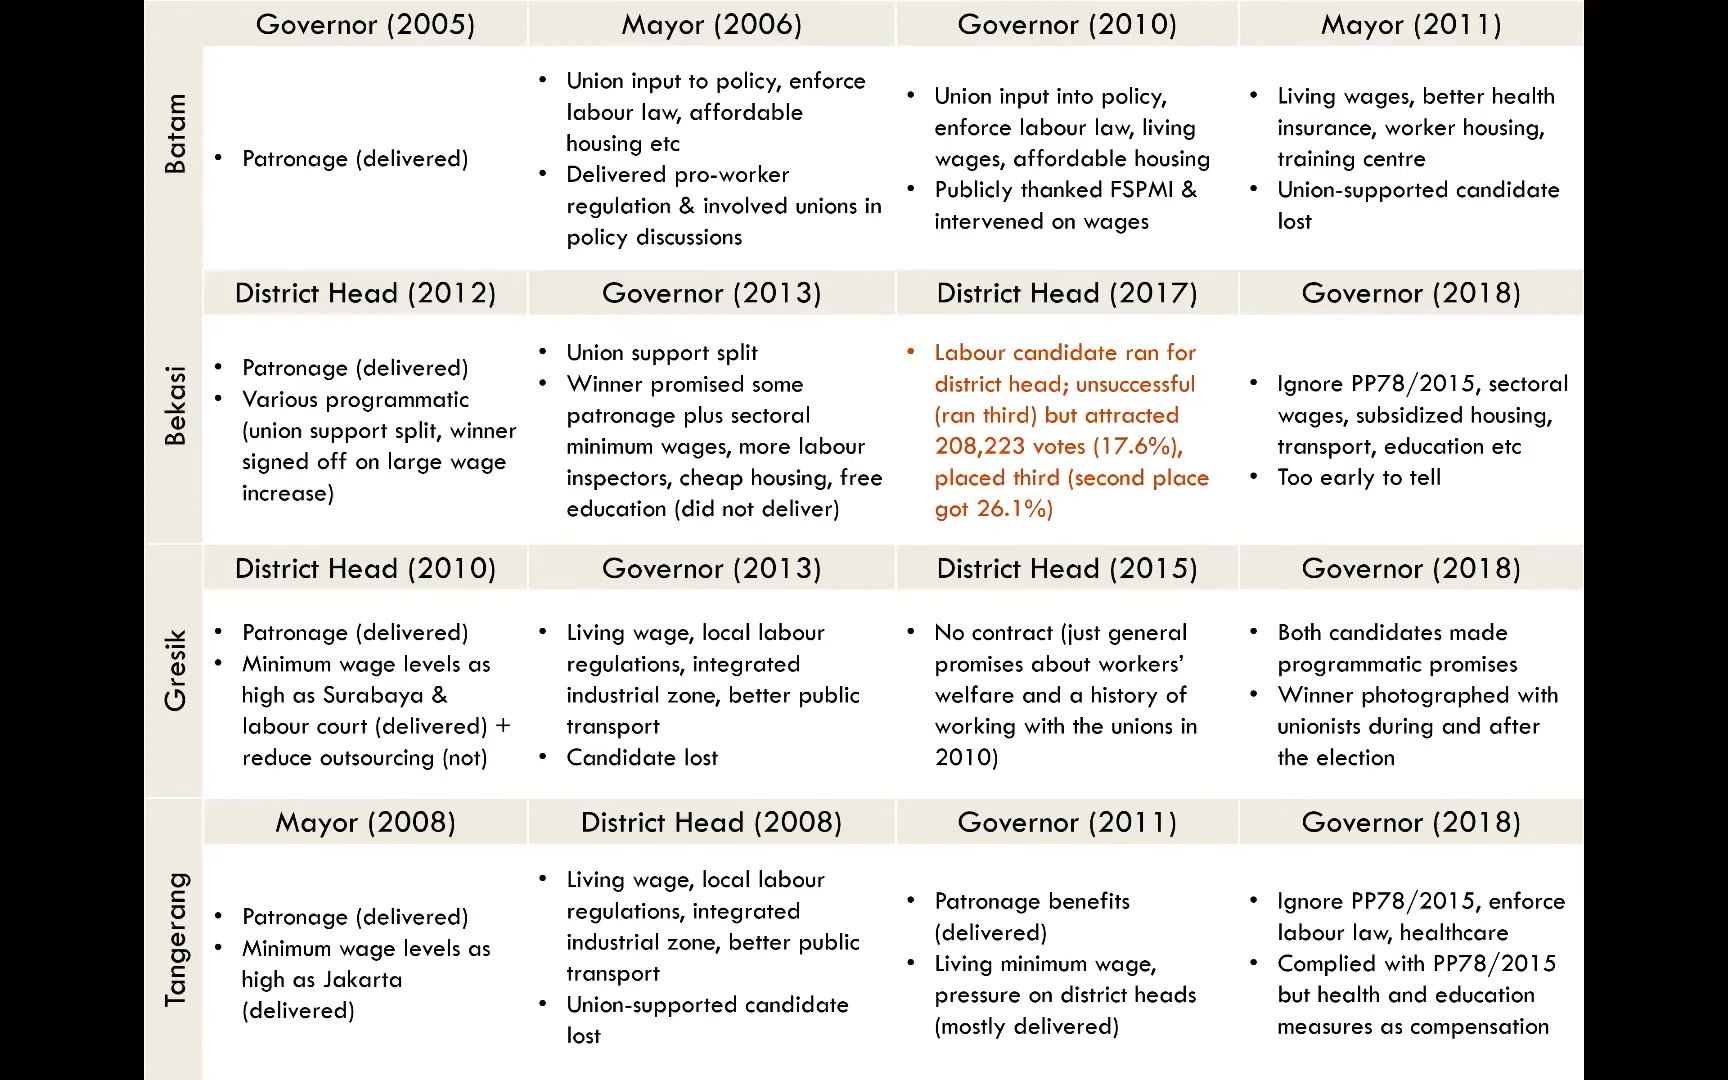 Governor (2005)
Mayor (2006)
Governor (2010)
Mayor (2011)
Batam
• Patronage (delivered)
• Union input to policy, enforce
labour law, affordable
housing etc
• Delivered pro-worker
regulation & involved unions in
policy discussions
• Union input into policy,
enforce labour law, living
wages, affordable housing
• Publicly thanked FSPMI &
intervened on wages
• Living wages, better health
insurance, worker housing,
training centre
• Union-supported candidate
lost
District Head (2012)
Governor (2013)
District Head (2017)
Governor (2018)
Bekasi
• Patronage (delivered)
• Various programmatic
(union support split, winner
signed off on large wage
increase)
• Union support split
• Winner promised some
patronage plus sectoral
minimum wages, more labour
inspectors, cheap housing, free
education (did not deliver)
• Labour candidate ran for
district head; unsuccessful
(ran third) but attracted
208,223 votes (17.6%),
placed third (second place
got 26.1%)
• Ignore PP78/2015, sectoral
wages, subsidized housing,
transport, education etc
• Too early to tell
District Head (2010)
Governor (2013)
District Head (2015)
Governor (2018)
Gresik
• Patronage (delivered)
• Minimum wage levels as
high as Surabaya &
labour court (delivered) +
reduce outsourcing (not)
• Living wage, local labour
regulations, integrated
industrial zone, better public
transport
• Candidate lost
• No contract (just general
promises about workers'
welfare and a history of
working with the unions in
2010)
• Both candidates made
programmatic promises
• Winner photographed with
unionists during and after
the election
Mayor (2008)
District Head (2008)
Governor (2011)
Governor (2018)
Tangerang
• Patronage (delivered)
• Minimum wage levels as
high as Jakarta
(delivered)
• Living wage, local labour
regulations, integrated
industrial zone, better public
transport
• Union-supported candidate
lost
• Patronage benefits
(delivered)
• Living minimum wage,
pressure on district heads
(mostly delivered)
• Ignore PP78/2015, enforce
labour law, healthcare
• Complied with PP78/2015
but health and education
measures as compensation